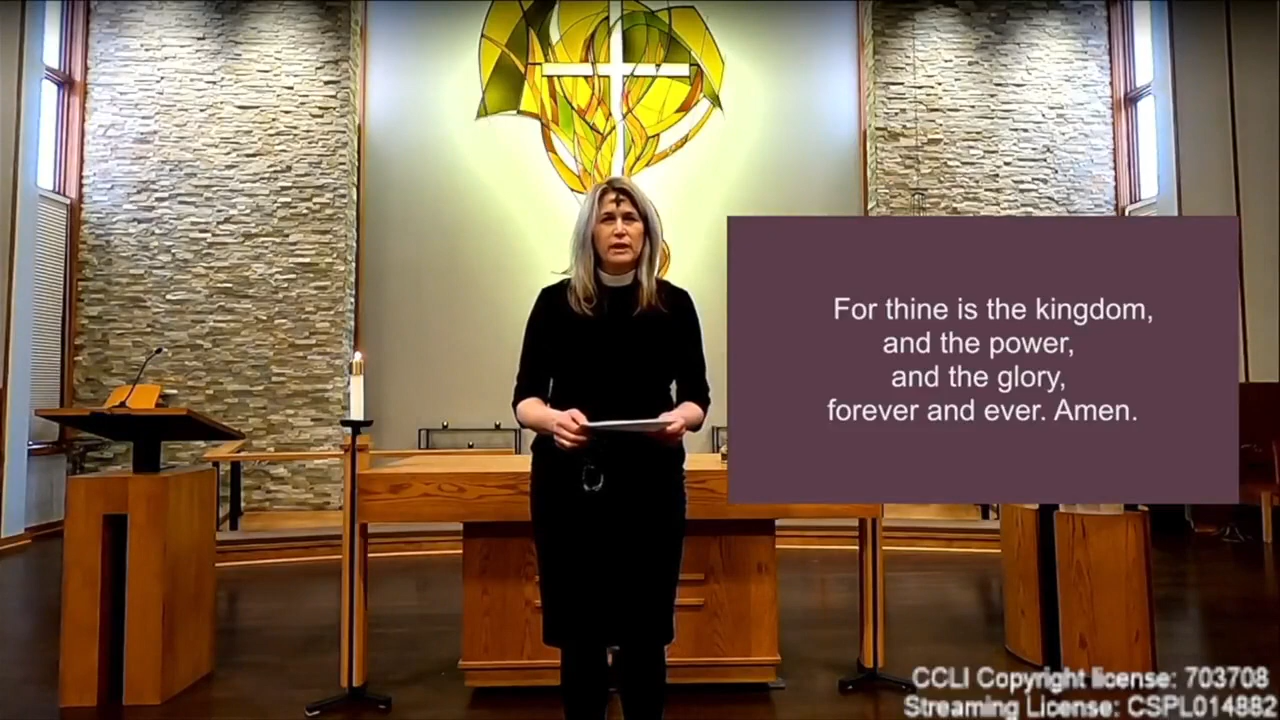 For thine is the kingdom,
and the power,
and the glory,
forever and ever. Amen.
CCLI Copyright license: 703708
Streaming License: CSPL014882